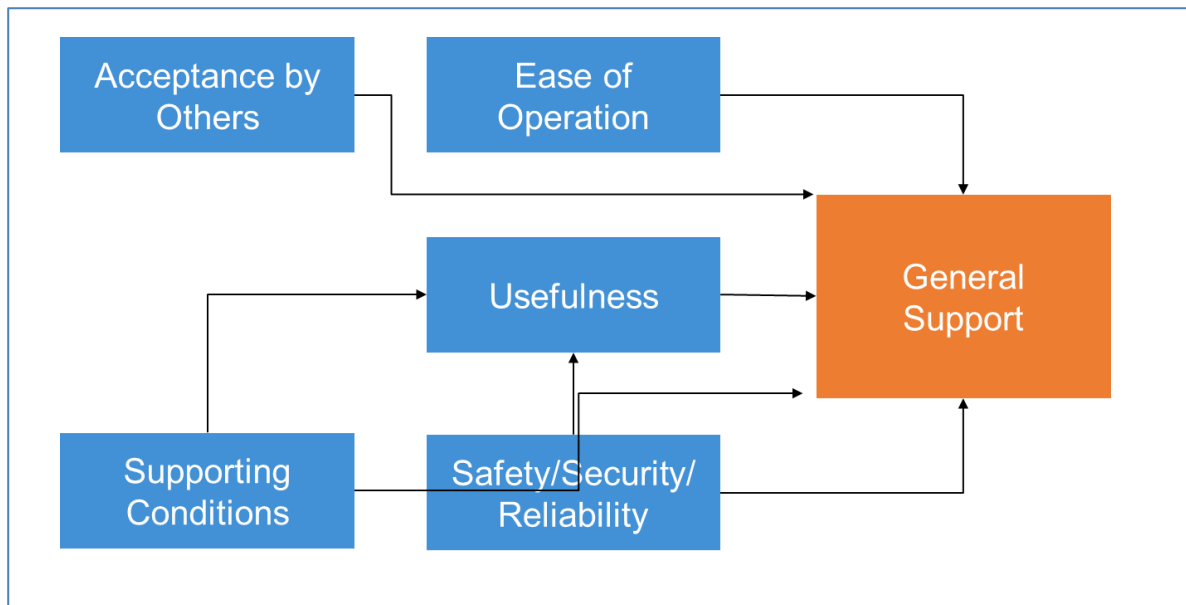 Acceptance by
Others
Ease of
Operation
Usefulness
General
Support
Supporting
Conditions
Safety/Security/
Reliability